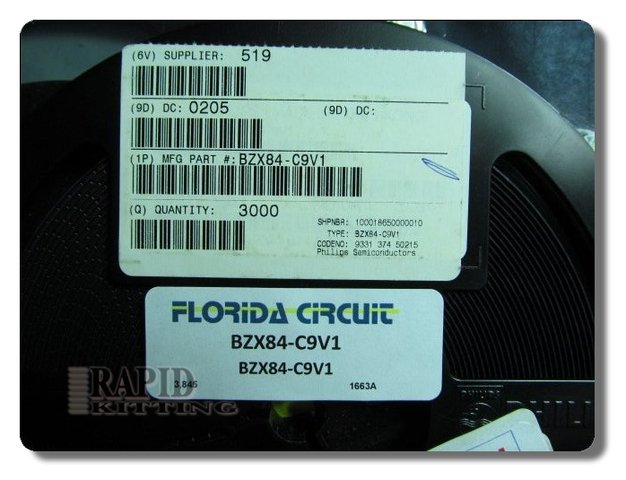 (6V) SUPPLIER: 519
(9D) DC: 0205 (9D) DC:
(1P) MFG PART #: BZX84-C9V1
(Q) QUANTITY: 3000
SHPNBR: 100018650000010
TYPE: BZX84-C9V1
CODENO: 9331 374 50215
Philips Semiconductors
FLORIDA CIRCUIT
BZX84-C9V1
BZX84-C9V1
3,845 1663A
RAPID
KITTING